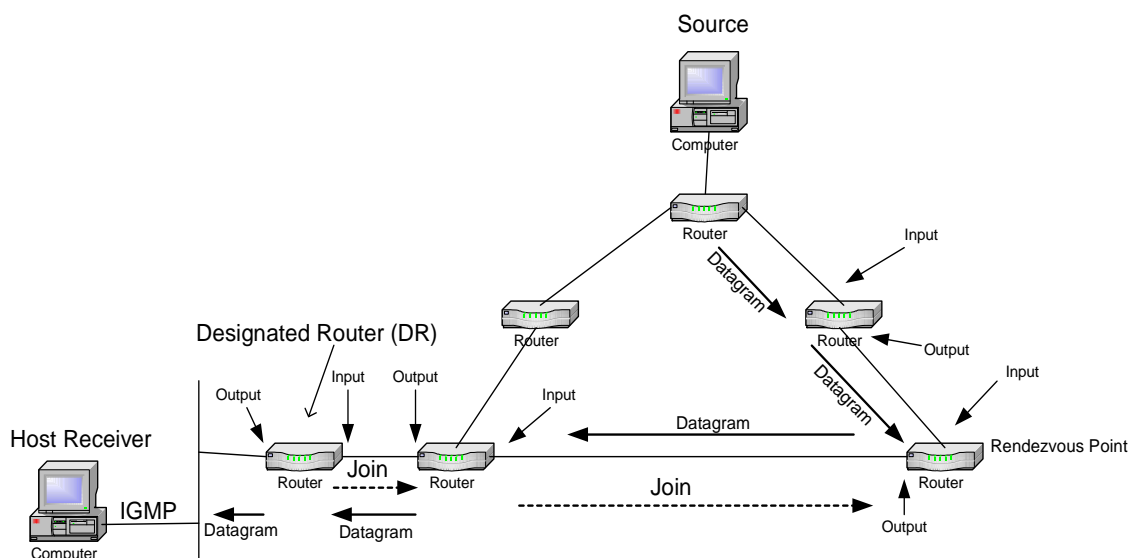 Source
Computer
Router
Input
Datagram
Router
Router
Output
Designated Router (DR)
Datagram
Input
Output
Input
Output
Input
Datagram
Host Receiver
Rendezvous Point
Router
Join
Router
Router
Join
IGMP
Output
Datagram
Datagram
Computer